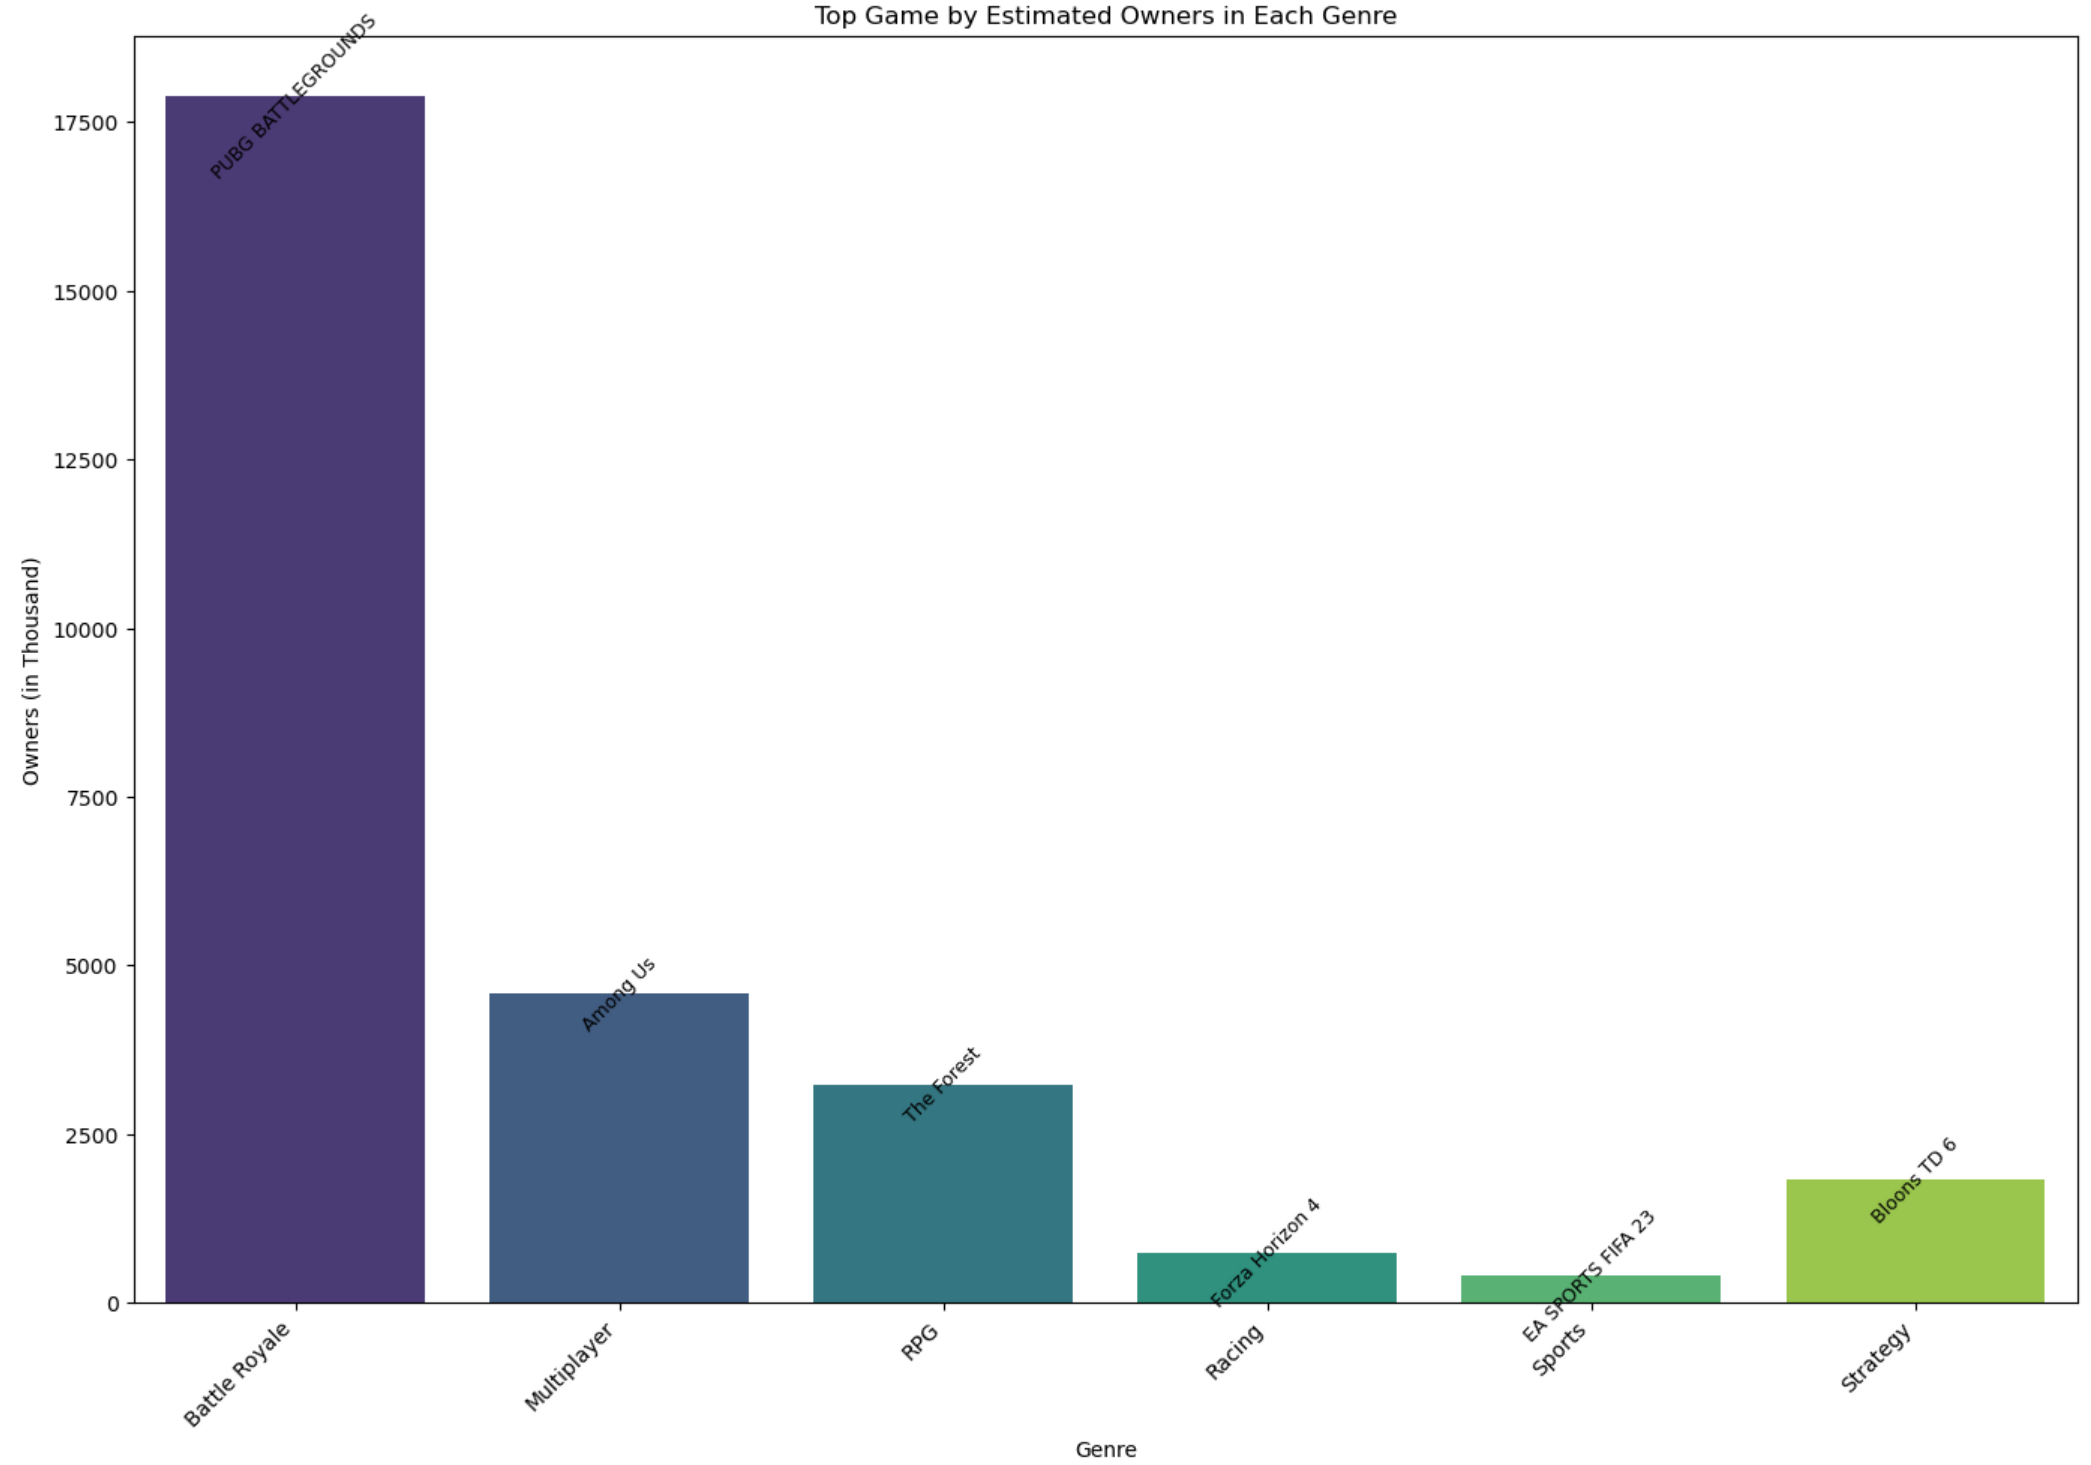 Top Game by Estimated Owners in Each Genre
Owners (in Thousand)
17500
15000
12500
10000
7500
5000
2500
0
PUBG BATTLEGROUNDS
Among Us
The Forest
Forza Horizon 4
EA SPORTS FIFA 23
Bloons TD 6
Battle Royale
Multiplayer
RPG
Racing
Sports
Strategy
Genre